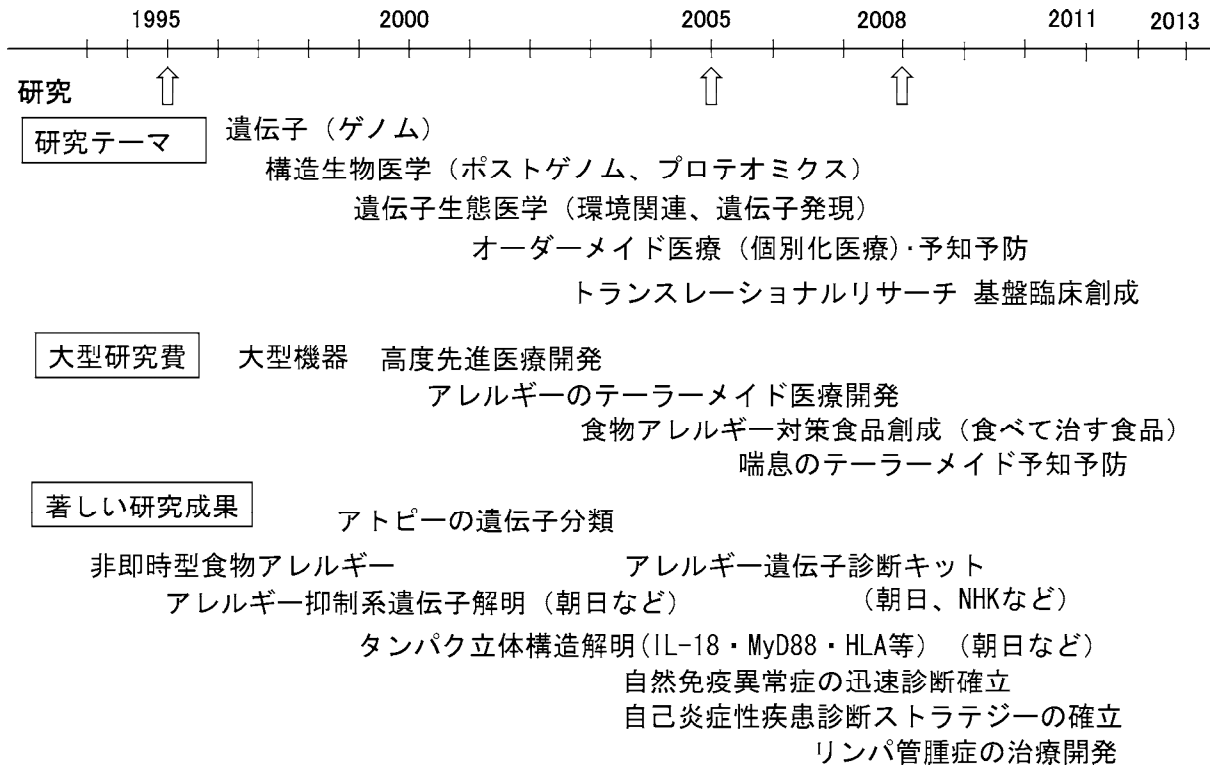 1995 2000 2005 2008 2011 2013
研究
研究テーマ 遺伝子（ゲノム）
構造生物医学（ポストゲノム、プロテオミクス）
遺伝子生態医学（環境関連、遺伝子発現）
オーダーメイド医療（個別化医療）・予知予防
トランスレーショナルリサーチ 基盤臨床創成
大型研究費 大型機器 高度先進医療開発
アレルギーのテーラーメイド医療開発
食物アレルギー対策食品創成（食べて治す食品）
喘息のテーラーメイド予知予防
著しい研究成果
アトピーの遺伝子分類
非即時型食物アレルギー アレルギー遺伝子診断キット
アレルギー抑制系遺伝子解明（朝日など） （朝日、NHKなど）
タンパク立体構造解明(IL-18・MyD88・HLA等）（朝日など）
自然免疫異常症の迅速診断確立
自己炎症性疾患診断ストラテジーの確立
リンパ管腫症の治療開発